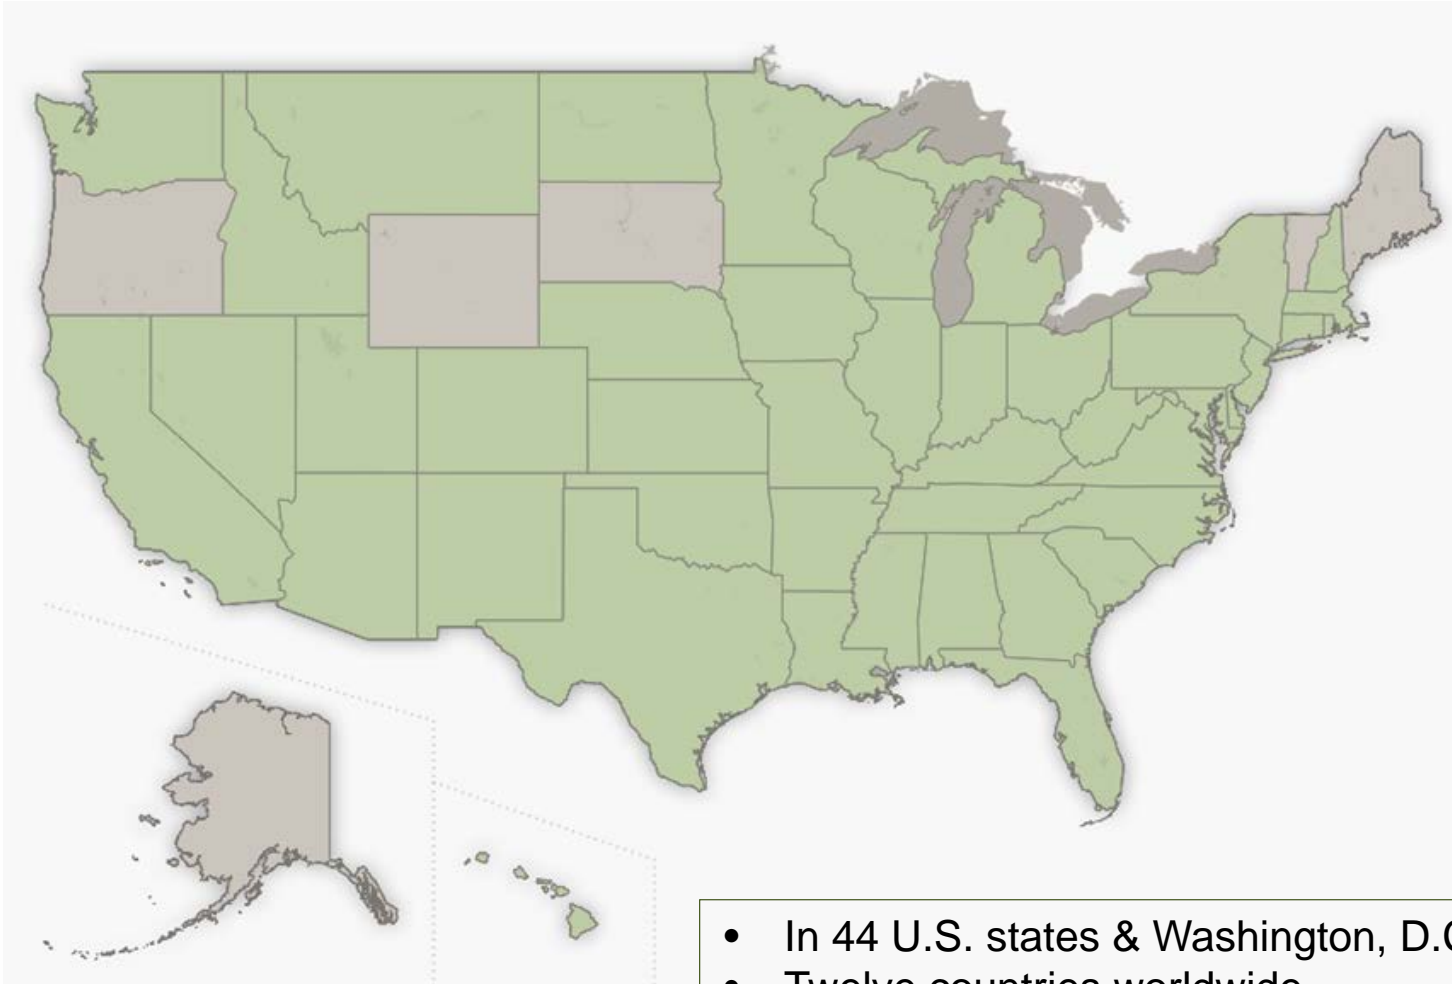 • In 44 U.S. states & Washington, D.C
• Twelve countries worldwide